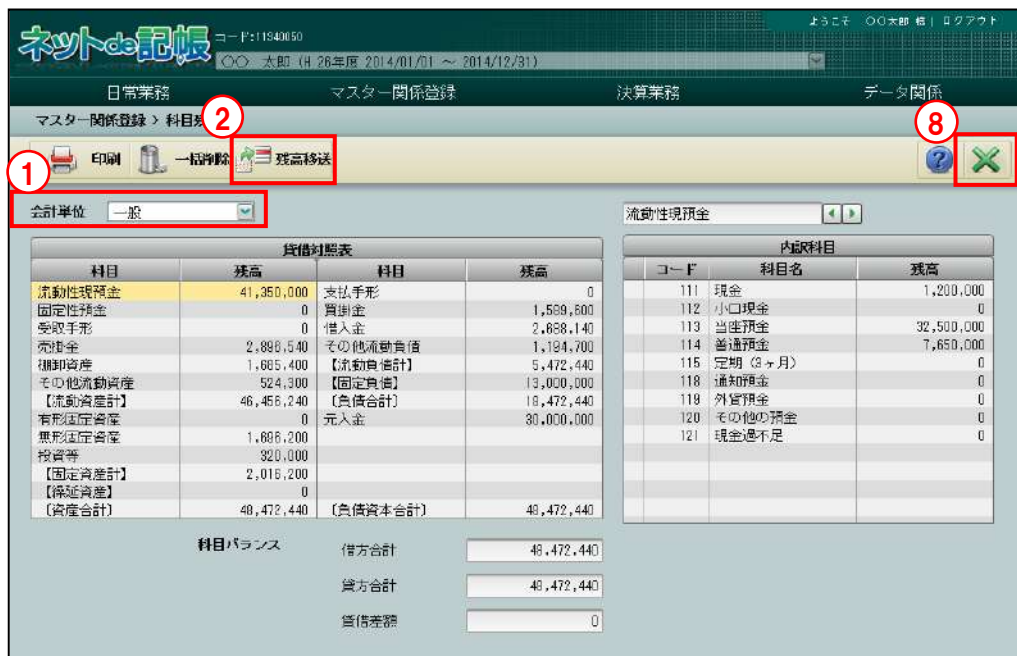 ようこそ 〇〇太郎 様 | ログアウト
ネットde記帳 コード:11940050
〇〇 太郎 (H 26年度 2014/01/01 ～ 2014/12/31)
日常業務 マスター関係登録 決算業務 データ関係
マスター関係登録 > 科目
② ⑧
① 印刷 一括削除 残高移送 ?
会計単位 一般 流動性現預金
貸借対照表 内訳科目
科目 残高 科目 残高 コード 科目名 残高
流動性現預金 41,350,000 支払手形 0 111 現金 1,200,000
固定性預金 0 買掛金 1,589,600 112 小口現金 0
受取手形 0 借入金 2,688,140 113 当座預金 32,500,000
売掛金 2,896,540 その他流動負債 1,194,700 114 普通預金 7,650,000
棚卸資産 1,685,400 【流動負債計】 5,472,440 115 定期（3ヶ月） 0
その他流動資産 524,300 【固定負債】 13,000,000 118 通知預金 0
【流動資産計】 46,456,240 〔負債合計〕 18,472,440 119 外貨預金 0
有形固定資産 0 元入金 30,000,000 120 その他の預金 0
無形固定資産 1,696,200 121 現金過不足 0
投資等 320,000
【固定資産計】 2,016,200
【繰延資産】 0
〔資産合計〕 48,472,440 〔負債資本合計〕 48,472,440
科目バランス 借方合計 48,472,440
貸方合計 48,472,440
貸借差額 0